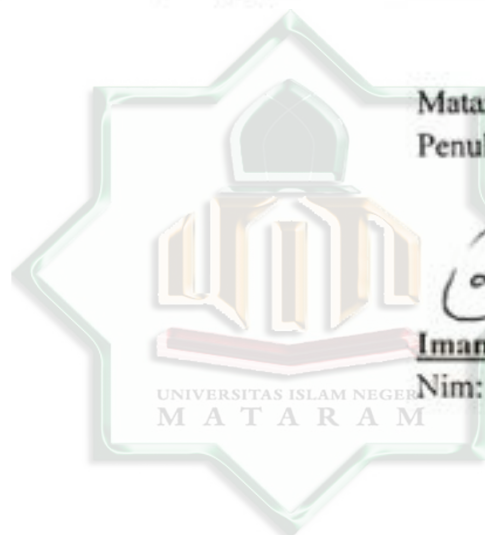 Mata
Penul
Iman
Nim:
UNIVERSITAS ISLAM NEGER
M A T A R A M